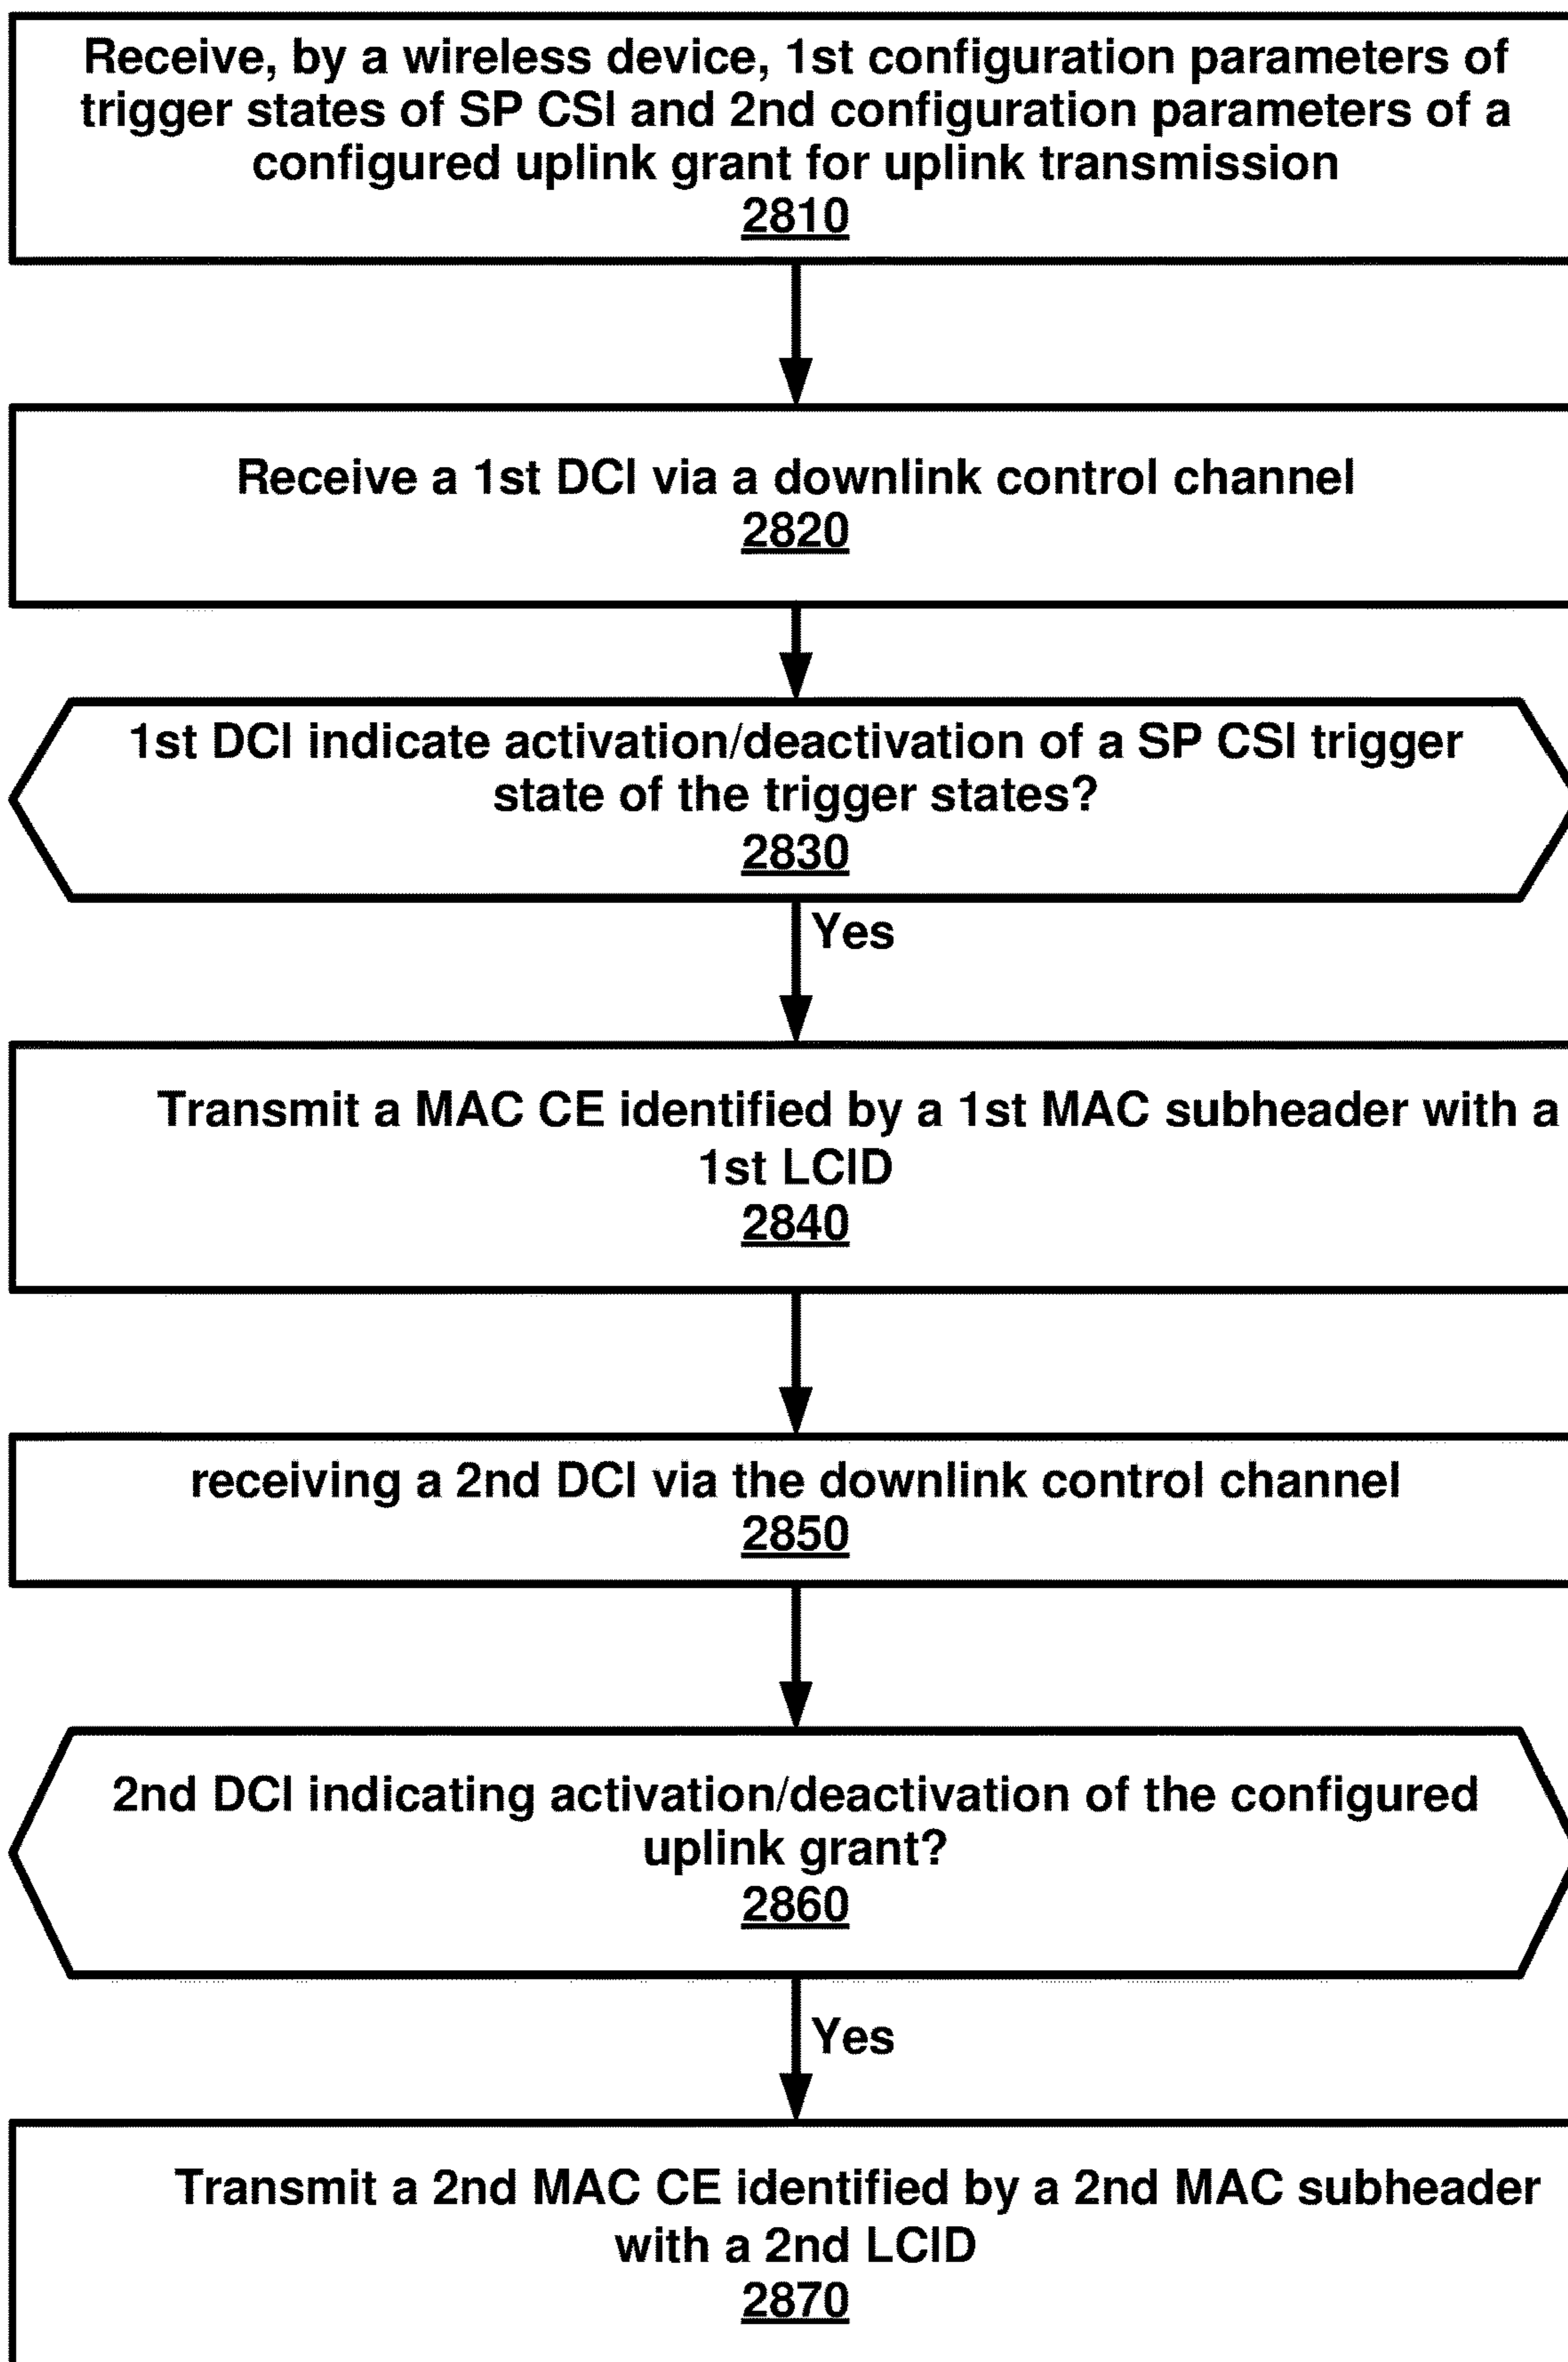 Receive, by a wireless device, 1st configuration parameters of
trigger states of SP CSI and 2nd configuration parameters of a
configured uplink grant for uplink transmission
2810
Receive a 1st DCI via a downlink control channel
2820
1st DCI indicate activation/deactivation of a SP CSI trigger
state of the trigger states?
2830
Yes
Transmit a MAC CE identified by a 1st MAC subheader with a
1st LCID
2840
receiving a 2nd DCI via the downlink control channel
2850
2nd DCI indicating activation/deactivation of the configured
uplink grant?
2860
Yes
Transmit a 2nd MAC CE identified by a 2nd MAC subheader
with a 2nd LCID
2870